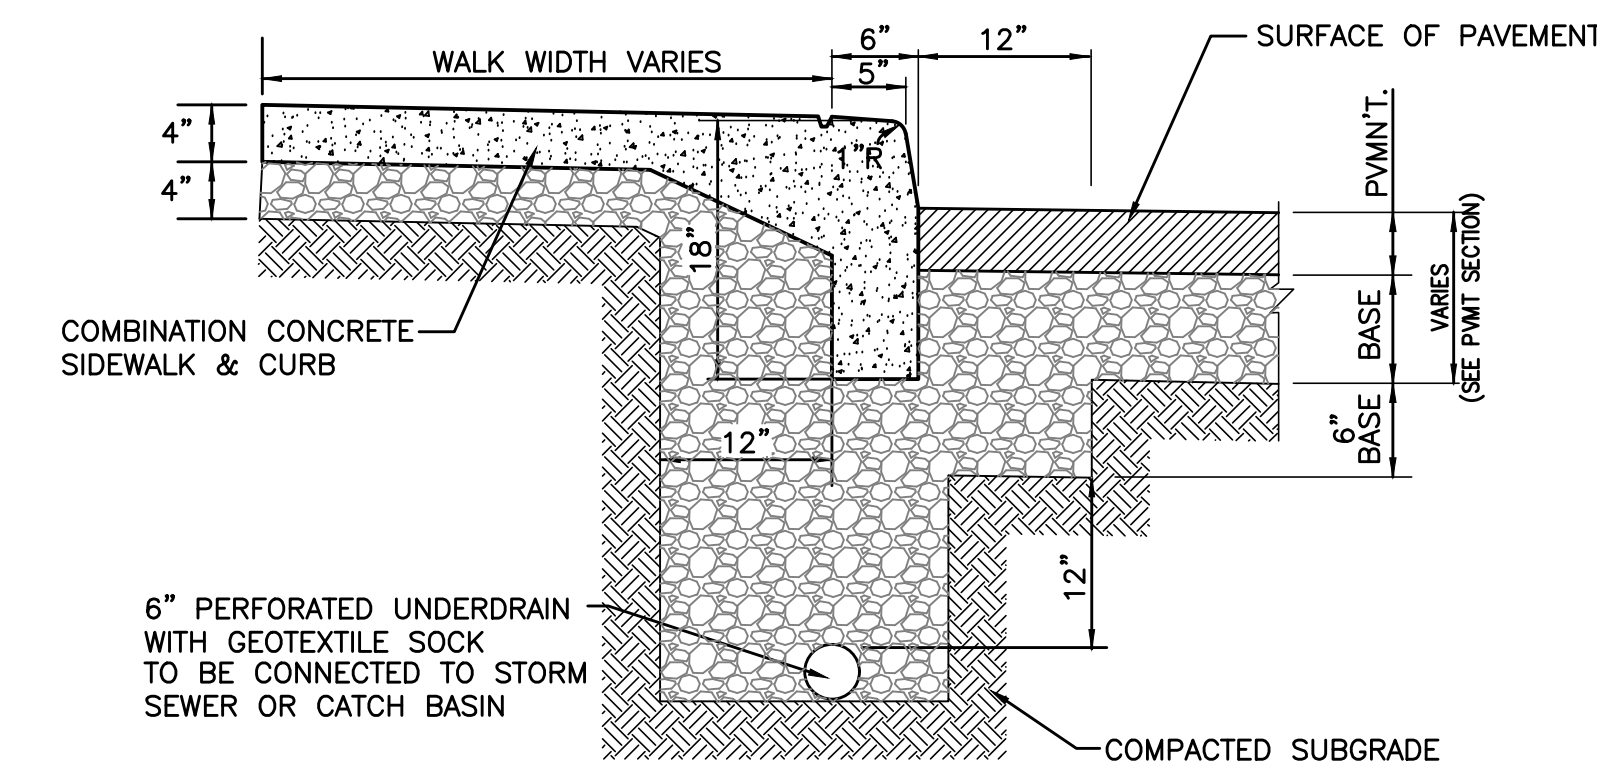 SURFACE OF PAVEMENT
6”
12”
5”
WALK WIDTH VARIES
4”
4”
1”R
18”
PVMN'T.
BASE
6”
BASE
VARIES
(SEE PVMT SECTION)
COMBINATION CONCRETE
SIDEWALK & CURB
12”
12”
6” PERFORATED UNDERDRAIN
WITH GEOTEXTILE SOCK
TO BE CONNECTED TO STORM
SEWER OR CATCH BASIN
COMPACTED SUBGRADE